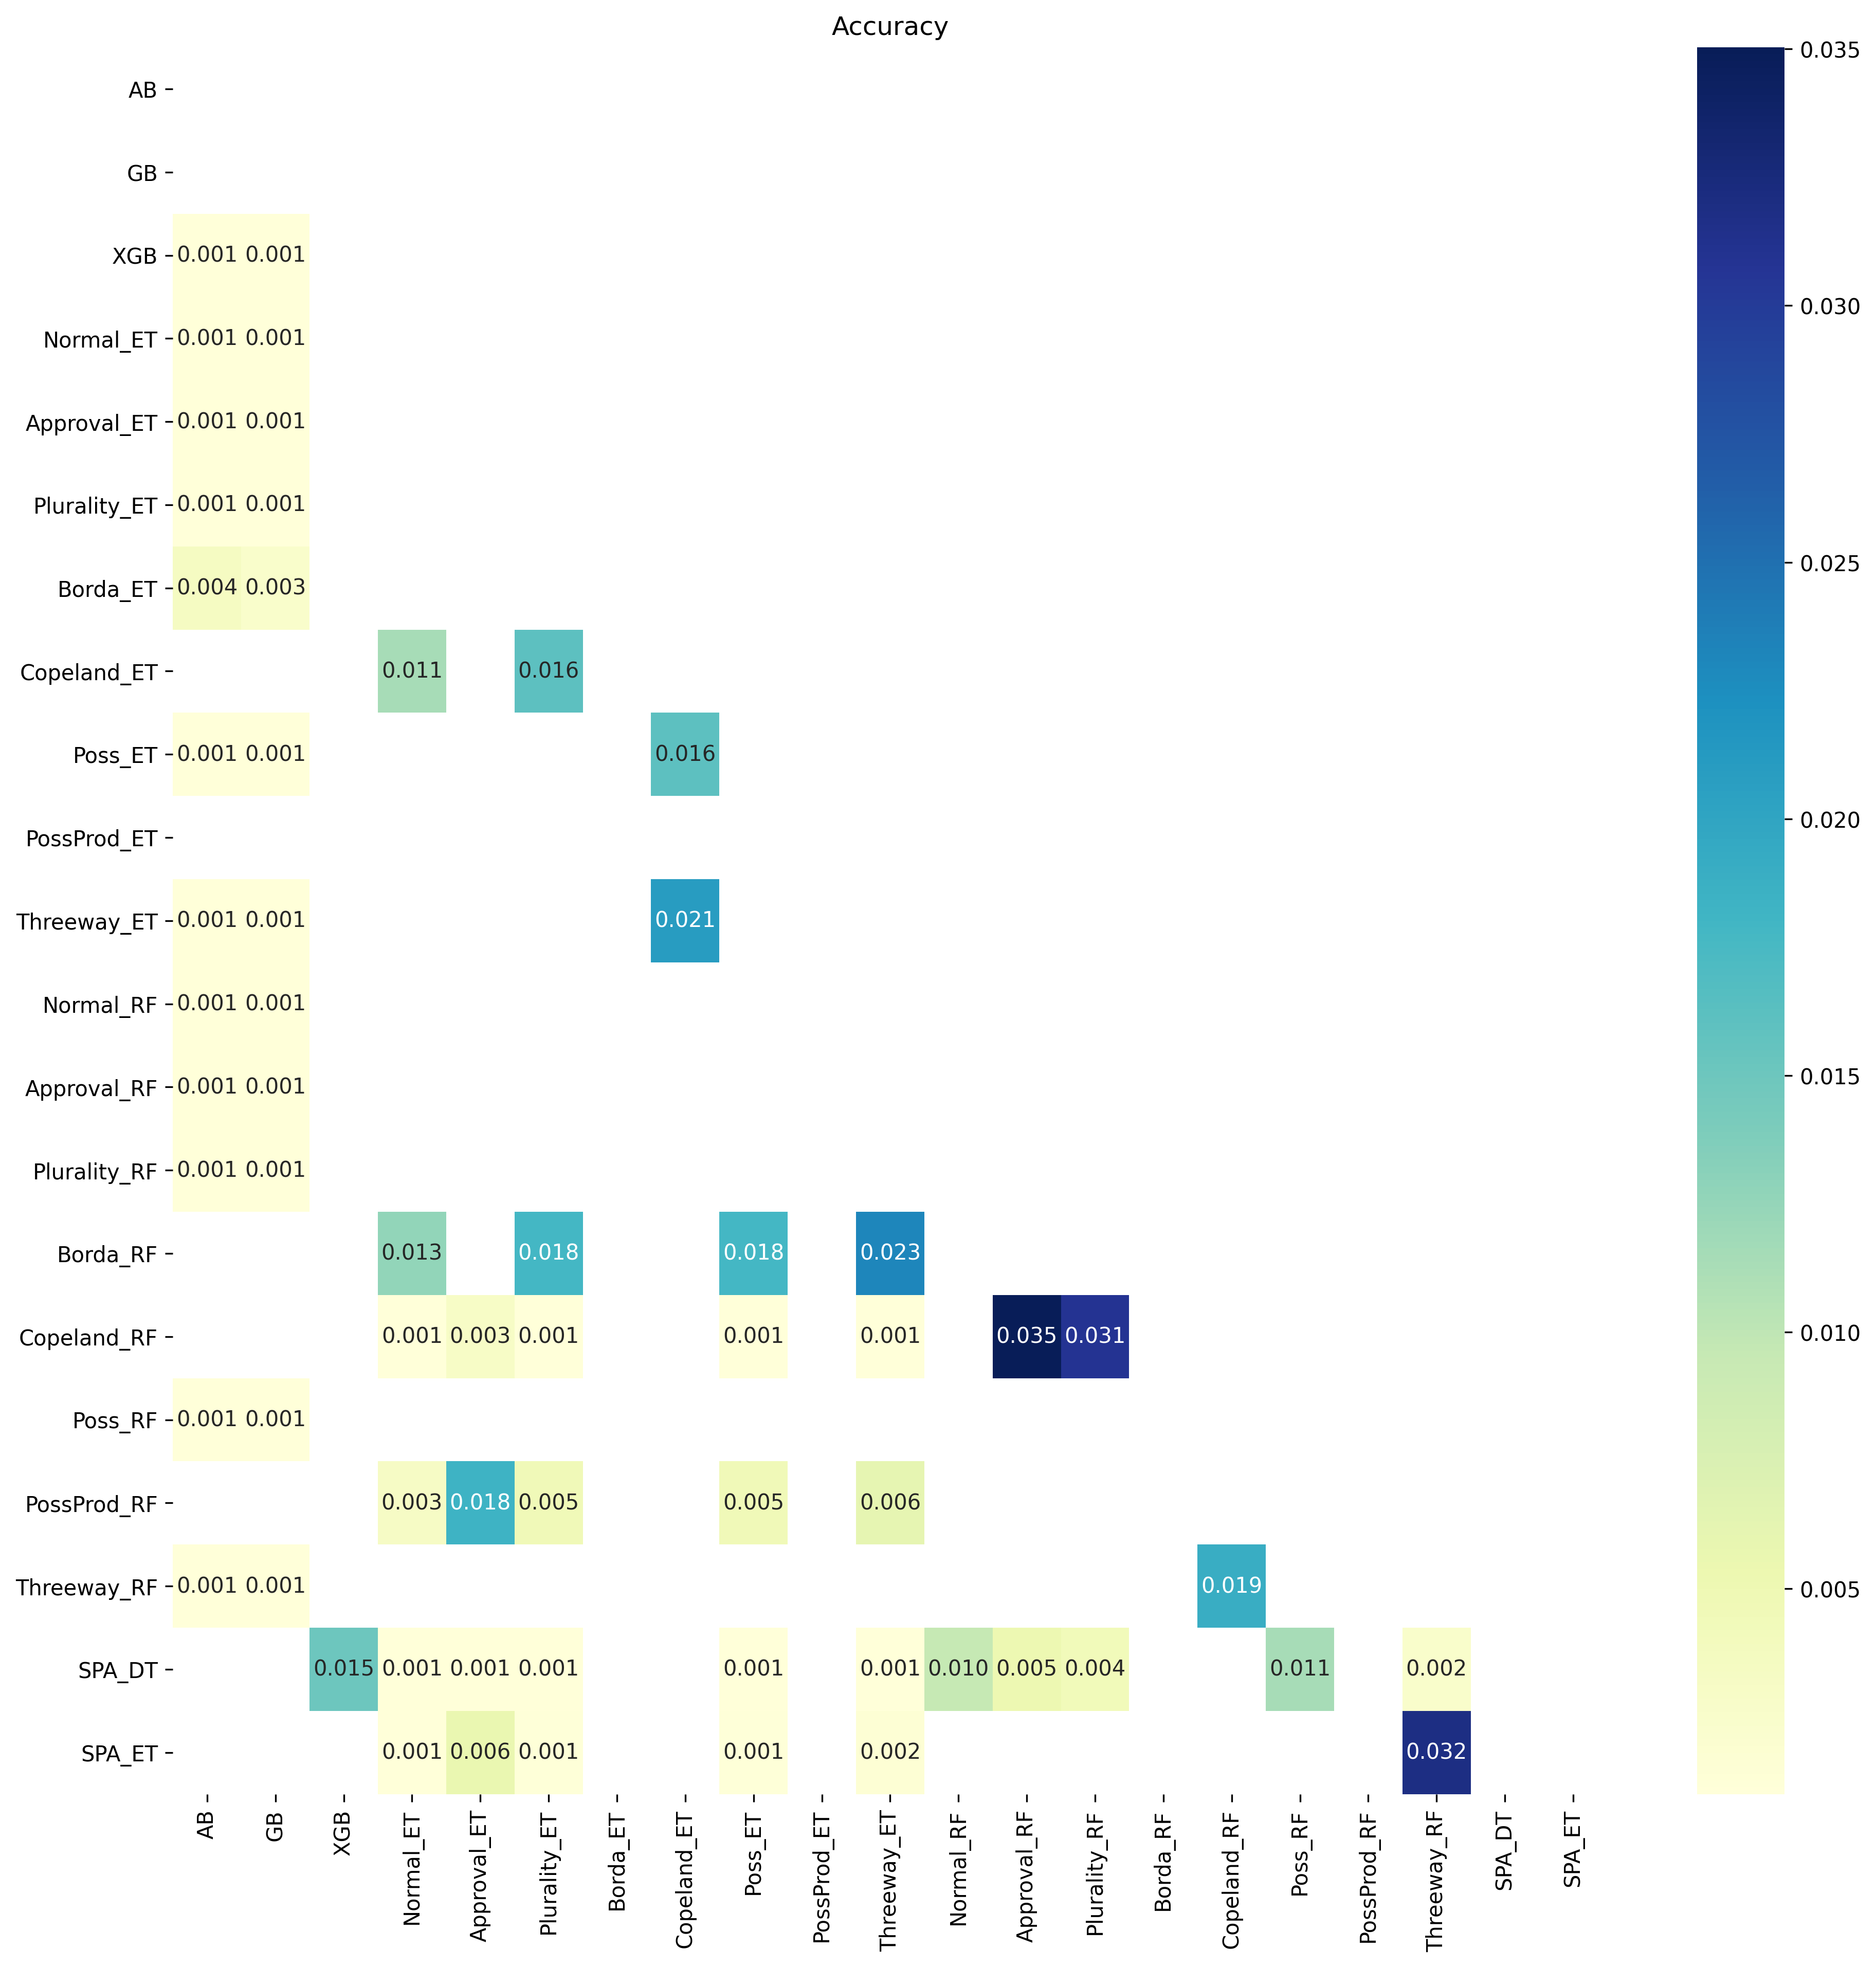 Accuracy
AB
GB
XGB 0.001 0.001
Normal_ET 0.001 0.001
Approval_ET 0.001 0.001
Plurality_ET 0.001 0.001
Borda_ET 0.004 0.003
Copeland_ET 0.011 0.016
Poss_ET 0.001 0.001 0.016
PossProd_ET
Threeway_ET 0.001 0.001 0.021
Normal_RF 0.001 0.001
Approval_RF 0.001 0.001
Plurality_RF 0.001 0.001
Borda_RF 0.013 0.018 0.018 0.023
Copeland_RF 0.001 0.003 0.001 0.001 0.001 0.035 0.031
Poss_RF 0.001 0.001
PossProd_RF 0.003 0.018 0.005 0.005 0.006
Threeway_RF 0.001 0.001 0.019
SPA_DT 0.015 0.001 0.001 0.001 0.001 0.001 0.010 0.005 0.004 0.011 0.002
SPA_ET 0.001 0.006 0.001 0.001 0.002 0.032
AB
GB
XGB
Normal_ET
Approval_ET
Plurality_ET
Borda_ET
Copeland_ET
Poss_ET
PossProd_ET
Threeway_ET
Normal_RF
Approval_RF
Plurality_RF
Borda_RF
Copeland_RF
Poss_RF
PossProd_RF
Threeway_RF
SPA_DT
SPA_ET
0.035
0.030
0.025
0.020
0.015
0.010
0.005